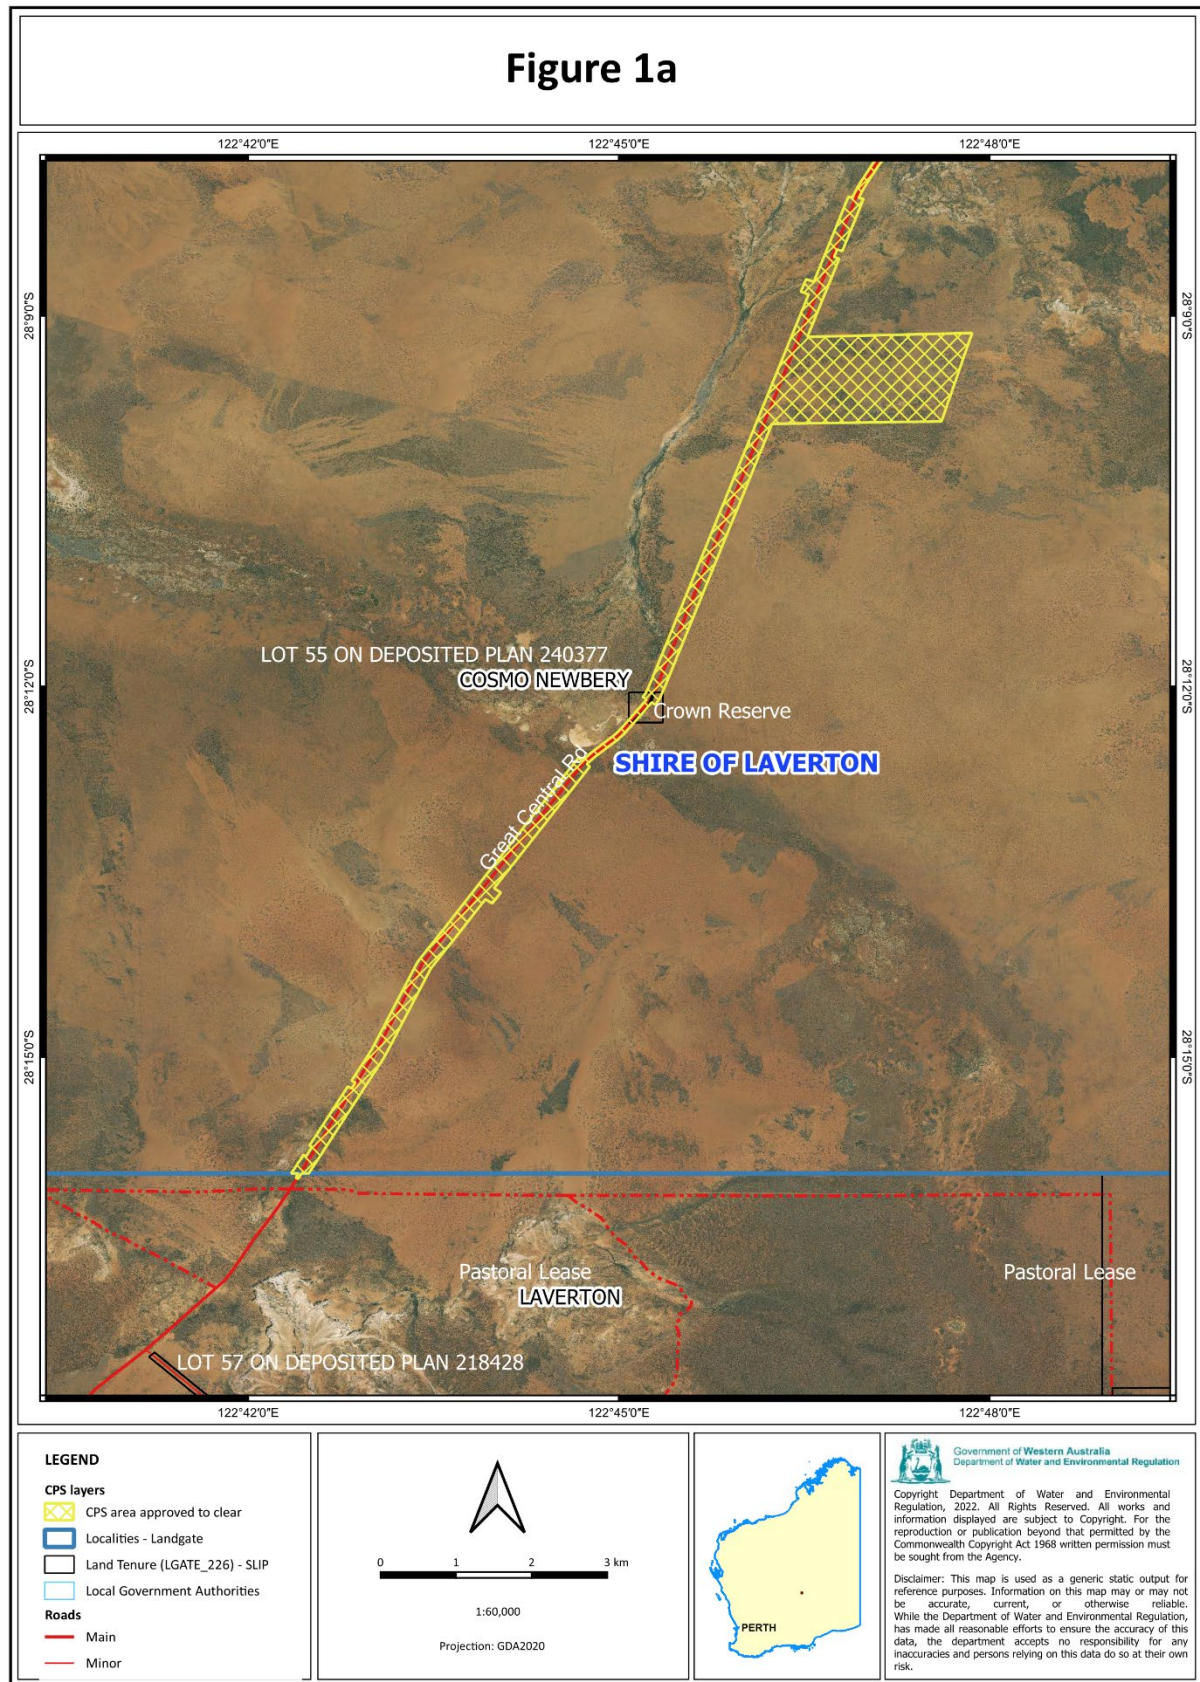 Figure 1a
122°42'0"E
122°45'0"E
122°48'0"E
28°9'0"S
28°9'0"S
LOT 55 ON DEPOSITED PLAN 240377
COSMO NEWBERY
28°12'0"S
28°12'0"S
Crown Reserve
SHIRE OF LAVERTON
Great Central Rd
28°15'0"S
28°15'0"S
Pastoral Lease
Pastoral Lease
LAVERTON
LOT 57 ON DEPOSITED PLAN 218428
122°42'0"E
122°45'0"E
122°48'0"E
LEGEND
CPS layers
CPS area approved to clear
Localities - Landgate
Land Tenure (LGATE_226) - SLIP
Local Government Authorities
Roads
Main
Minor
0 1 2 3 km
1:60,000
Projection: GDA2020
PERTH
Government of Western Australia
Department of Water and Environmental Regulation
Copyright Department of Water and Environmental
Regulation, 2022. All Rights Reserved. All works and
information displayed are subject to Copyright. For the
reproduction or publication beyond that permitted by the
Commonwealth Copyright Act 1968 written permission must
be sought from the Agency.
Disclaimer: This map is used as a generic static output for
reference purposes. Information on this map may or may not
be accurate, current, or otherwise reliable.
While the Department of Water and Environmental Regulation,
has made all reasonable efforts to ensure the accuracy of this
data, the department accepts no responsibility for any
inaccuracies and persons relying on this data do so at their own
risk.